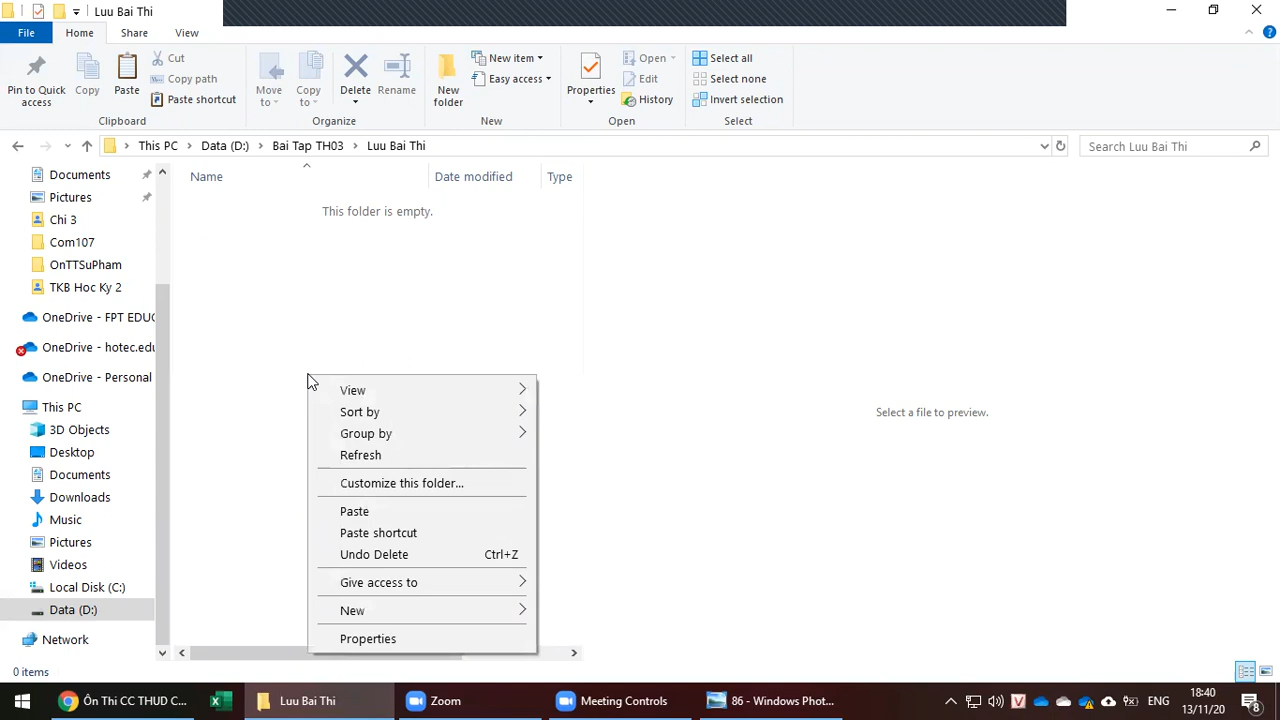 Luu Bai Thi
File
Home
Share
View
Pin to Quick access
Copy
Paste
Cut
Copy path
Paste shortcut
Clipboard
Move to
Copy to
Delete
Rename
Organize
New folder
New item
Easy access
New
Properties
Open
Edit
History
Open
Select all
Select none
Invert selection
Select
This PC
Data (D:)
Bai Tap TH03
Luu Bai Thi
Search Luu Bai Thi
Documents
Pictures
Chi 3
Com107
OnTTSuPham
TKB Hoc Ky 2
OneDrive - FPT EDUC
OneDrive - hotec.edu
OneDrive - Personal
This PC
3D Objects
Desktop
Documents
Downloads
Music
Pictures
Videos
Local Disk (C:)
Data (D:)
Network
Name
Date modified
Type
This folder is empty.
View
Sort by
Group by
Refresh
Customize this folder...
Paste
Paste shortcut
Undo Delete Ctrl+Z
Give access to
New
Properties
Select a file to preview.
0 items
Ôn Thi CC THUD C...
Luu Bai Thi
Zoom
Meeting Controls
86 - Windows Phot...
V
ENG
18:40
13/11/20
8